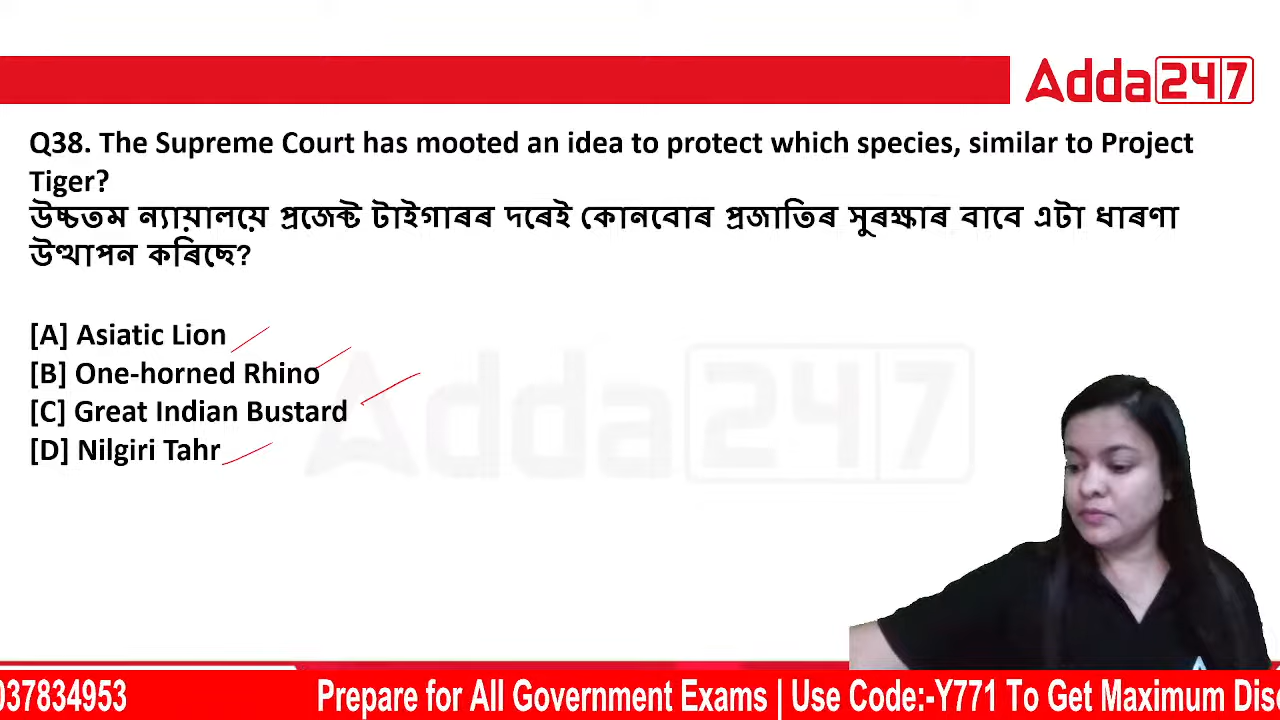 Adda247
Q38. The Supreme Court has mooted an idea to protect which species, similar to Project
Tiger?
উচ্চতম ন্যায়ালয়ে প্ৰজেক্ট টাইগাৰৰ দৰেই কোনবোৰ প্ৰজাতিৰ সুৰক্ষাৰ বাবে এটা ধাৰণা
উত্থাপন কৰিছে?
[A] Asiatic Lion
[B] One-horned Rhino
[C] Great Indian Bustard
[D] Nilgiri Tahr
Adda247
037834953 Prepare for All Government Exams | Use Code:-Y771 To Get Maximum Disc